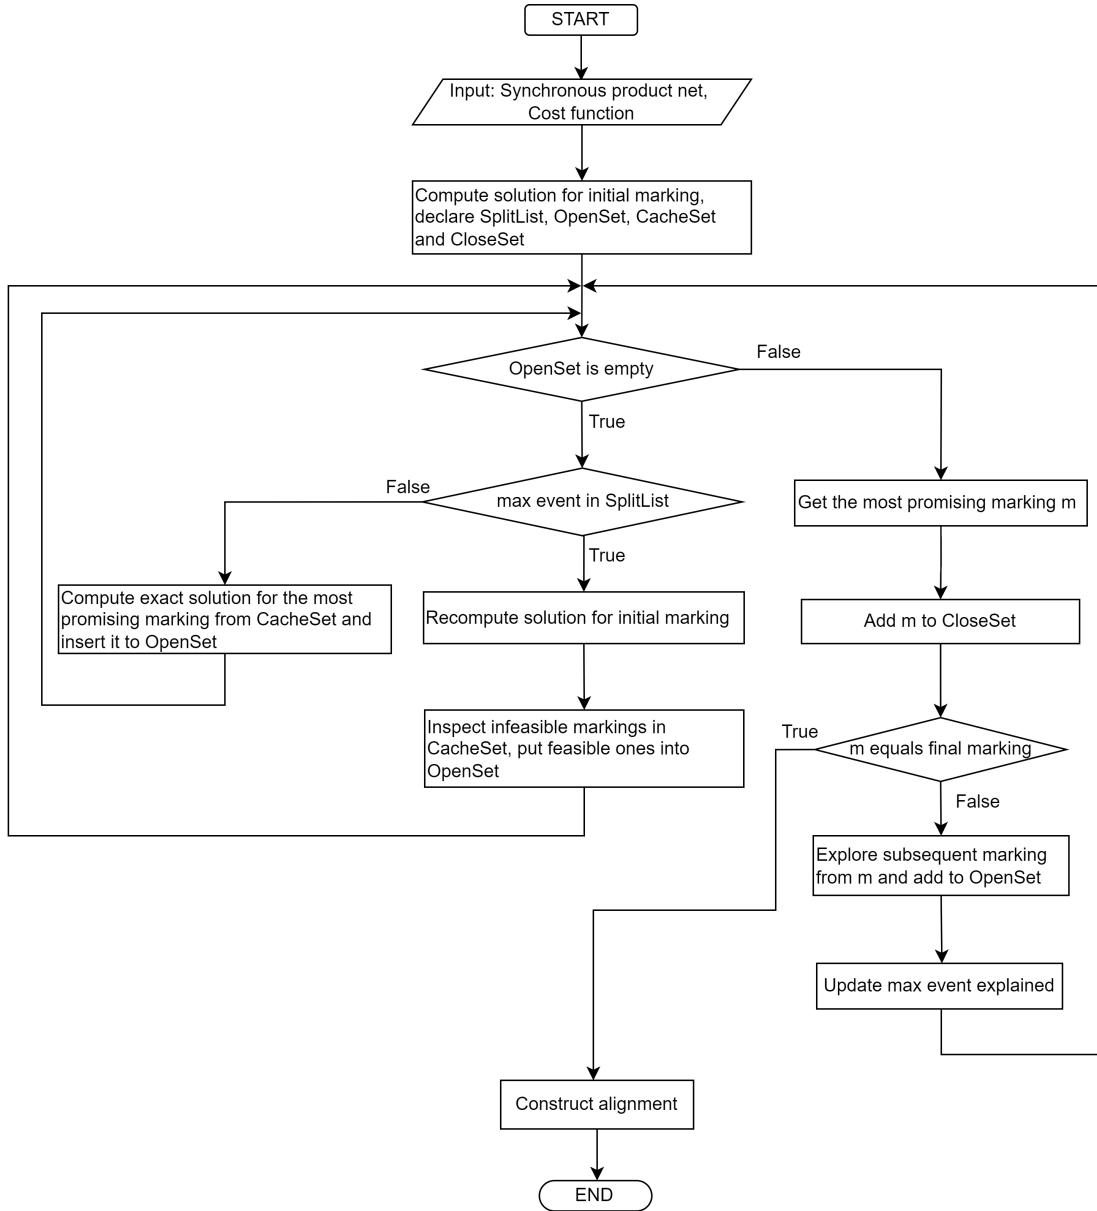 START
Input: Synchronous product net,
Cost function
Compute solution for initial marking,
declare SplitList, OpenSet, CacheSet
and CloseSet
OpenSet is empty
False
True
max event in SplitList
False
True
Get the most promising marking m
Compute exact solution for the most
promising marking from CacheSet and
insert it to OpenSet
Recompute solution for initial marking
Add m to CloseSet
Inspect infeasible markings in
CacheSet, put feasible ones into
OpenSet
True
m equals final marking
False
Explore subsequent marking
from m and add to OpenSet
Update max event explained
Construct alignment
END